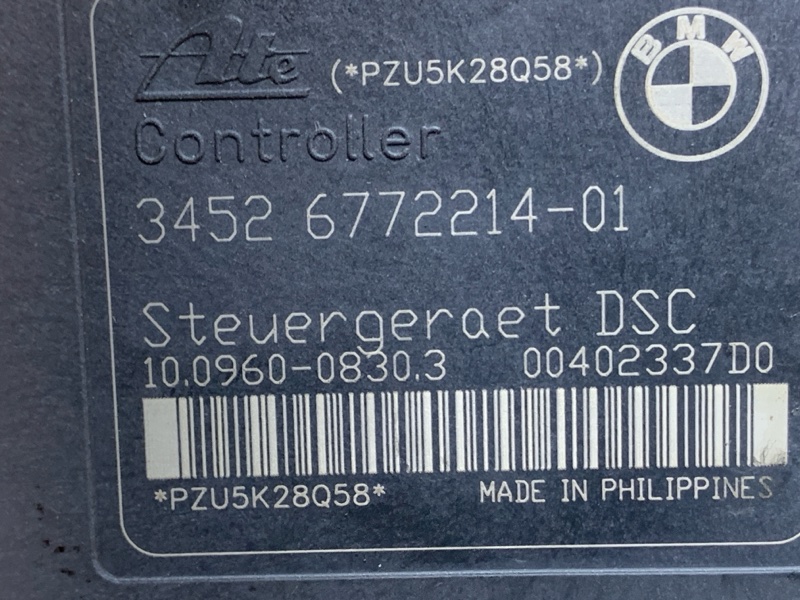 Ate (*PZU5K28Q58*)
BMW
Controller
3452 6772214-01
Steuergeraet DSC
10.0960-0830.3 00402337D0
*PZU5K28Q58* MADE IN PHILIPPINES